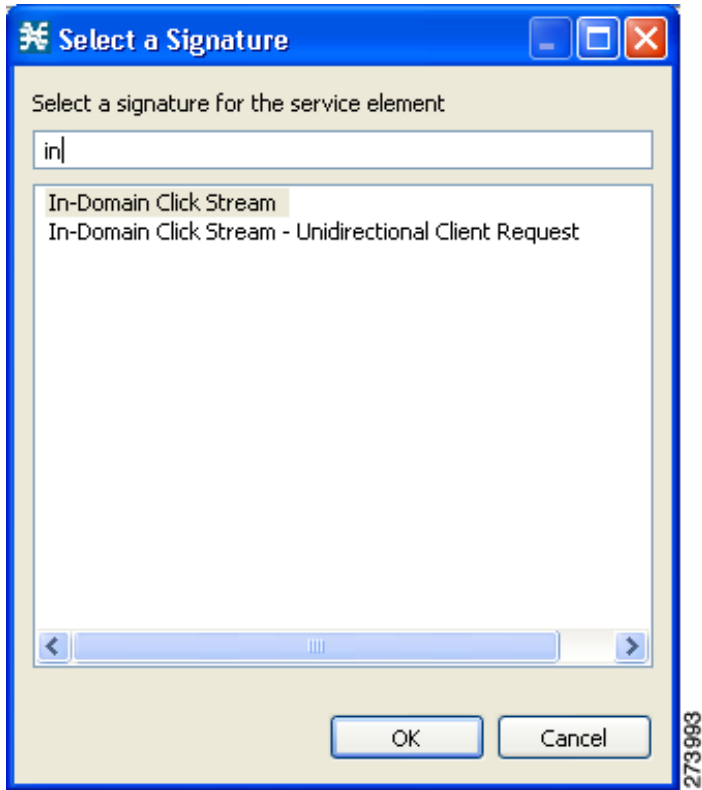 Select a Signature
Select a signature for the service element
in
In-Domain Click Stream
In-Domain Click Stream - Unidirectional Client Request
OK
Cancel
273993